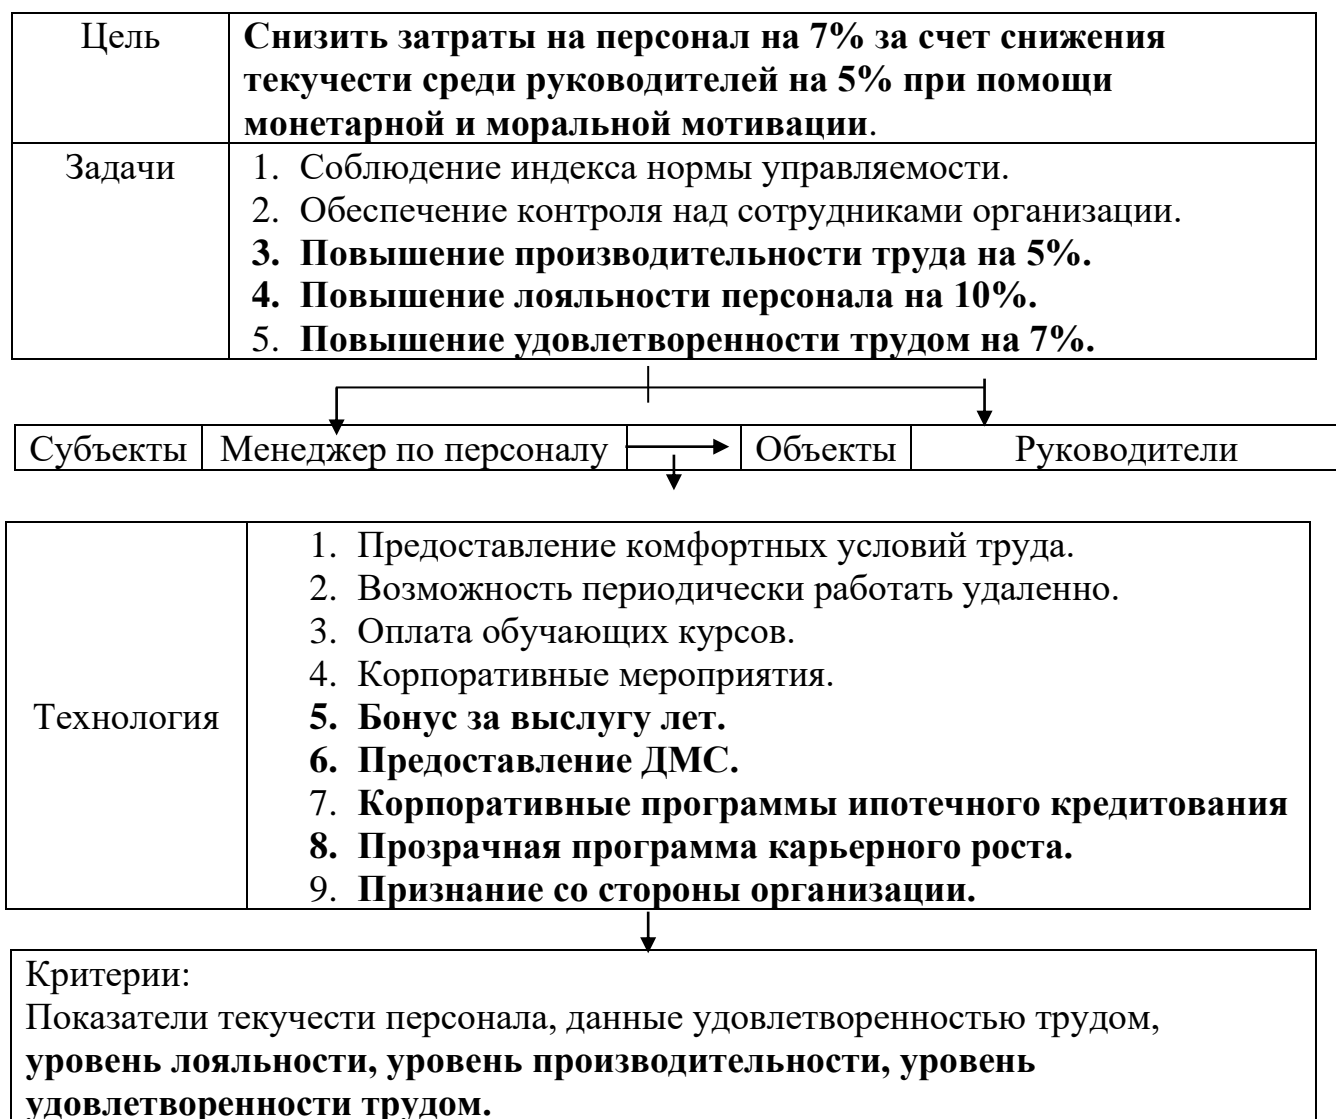 Цель
Снизить затраты на персонал на 7% за счет снижения
текучести среди руководителей на 5% при помощи
монетарной и моральной мотивации.
Задачи
1. Соблюдение индекса нормы управляемости.
2. Обеспечение контроля над сотрудниками организации.
3. Повышение производительности труда на 5%.
4. Повышение лояльности персонала на 10%.
5. Повышение удовлетворенности трудом на 7%.
Субъекты Менеджер по персоналу Объекты Руководители
Технология
1. Предоставление комфортных условий труда.
2. Возможность периодически работать удаленно.
3. Оплата обучающих курсов.
4. Корпоративные мероприятия.
5. Бонус за выслугу лет.
6. Предоставление ДМС.
7. Корпоративные программы ипотечного кредитования
8. Прозрачная программа карьерного роста.
9. Признание со стороны организации.
Критерии:
Показатели текучести персонала, данные удовлетворенностью трудом,
уровень лояльности, уровень производительности, уровень
удовлетворенности трудом.